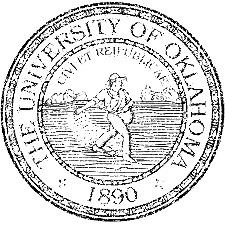 THE UNIVERSITY OF OKLAHOMA
CIVI ET REIPUBLICAE
1890